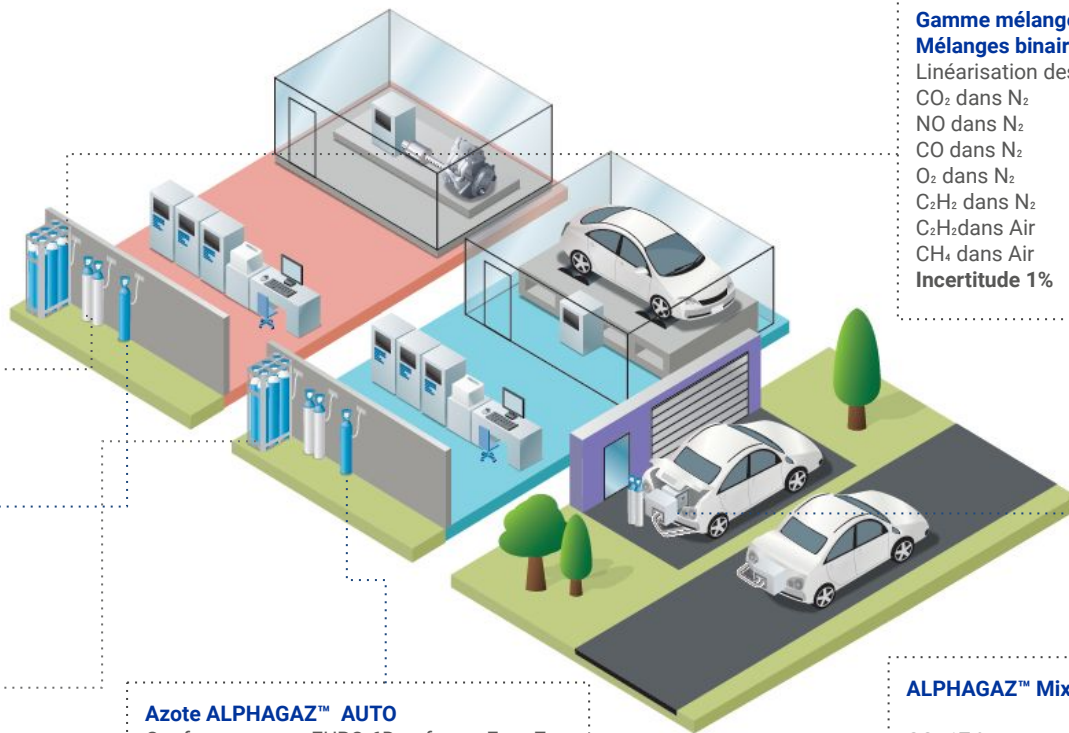 Gamme mélange
Mélanges binair
Linéarisation des
CO₂ dans N₂
NO dans N₂
CO dans N₂
O₂ dans N₂
C₂H₂ dans N₂
C₂H₂dans Air
CH₄ dans Air
Incertitude 1%
ALPHAGAZ™ Mix
Azote ALPHAGAZ™ AUTO